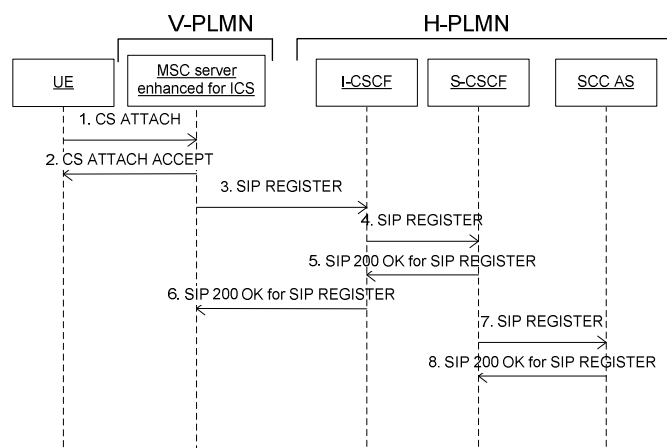 V-PLMN
H-PLMN
UE
MSC server
enhanced for ICS
I-CSCF
S-CSCF
SCC AS
1. CS ATTACH
2. CS ATTACH ACCEPT
3. SIP REGISTER
4. SIP REGISTER
5. SIP 200 OK for SIP REGISTER
6. SIP 200 OK for SIP REGISTER
7. SIP REGISTER
8. SIP 200 OK for SIP REGISTER